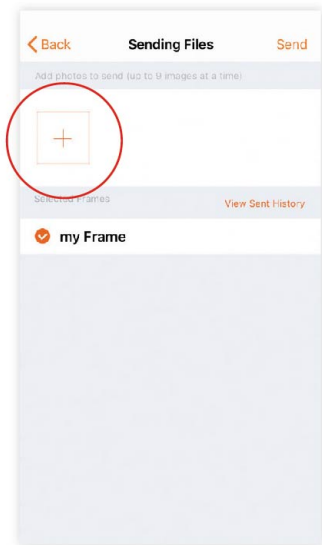 Back Sending Files Send
Add photos to send (up to 9 images at a time)
Selected Frames View Sent History
my Frame